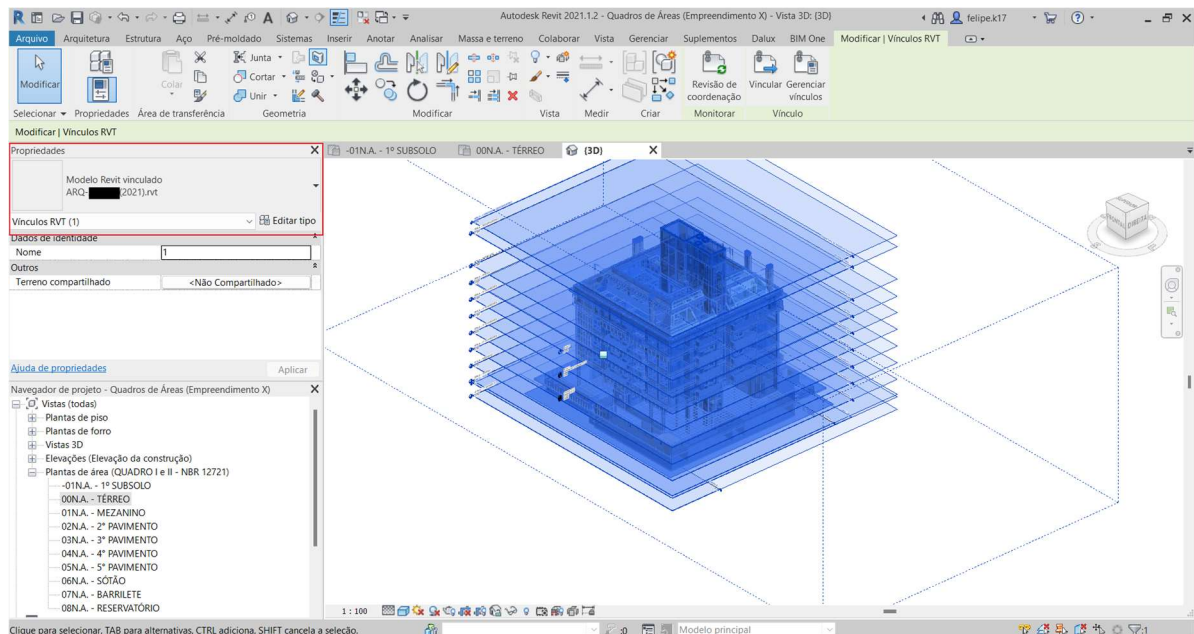 Autodesk Revit 2021.1.2 - Quadros de Áreas (Empreendimento X) - Vista 3D: {3D}
felipe.k17
Arquivo Arquitetura Estrutura Aço Pré-moldado Sistemas Inserir Anotar Analisar Massa e terreno Colaborar Vista Gerenciar Suplementos Dalux BIM One Modificar | Vínculos RVT
Modificar
Colar
Junta
Cortar
Unir
Revisão de coordenação
Vincular
Gerenciar vínculos
Selecionar Propriedades Área de transferência Geometria Modificar Vista Medir Criar Monitorar Vínculo
Modificar | Vínculos RVT
Propriedades X
-01N.A. - 1º SUBSOLO 00N.A. - TÉRREO {3D} X
Modelo Revit vinculado
ARQ- (2021).rvt
Vínculos RVT (1) Editar tipo
Dados de identidade
Nome 1
Outros
Terreno compartilhado <Não Compartilhado>
Ajuda de propriedades Aplicar
Navegador de projeto - Quadros de Áreas (Empreendimento X) X
Vistas (todas)
Plantas de piso
Plantas de forro
Vistas 3D
Elevações (Elevação da construção)
Plantas de área (QUADRO I e II - NBR 12721)
-01N.A. - 1º SUBSOLO
00N.A. - TÉRREO
01N.A. - MEZANINO
02N.A. - 2° PAVIMENTO
03N.A. - 3° PAVIMENTO
04N.A. - 4° PAVIMENTO
05N.A. - 5° PAVIMENTO
06N.A. - SÓTÃO
07N.A. - BARRILETE
08N.A. - RESERVATÓRIO
1 : 100
Clique para selecionar, TAB para alternativas, CTRL adiciona, SHIFT cancela a seleção.
:0
Modelo principal
:1